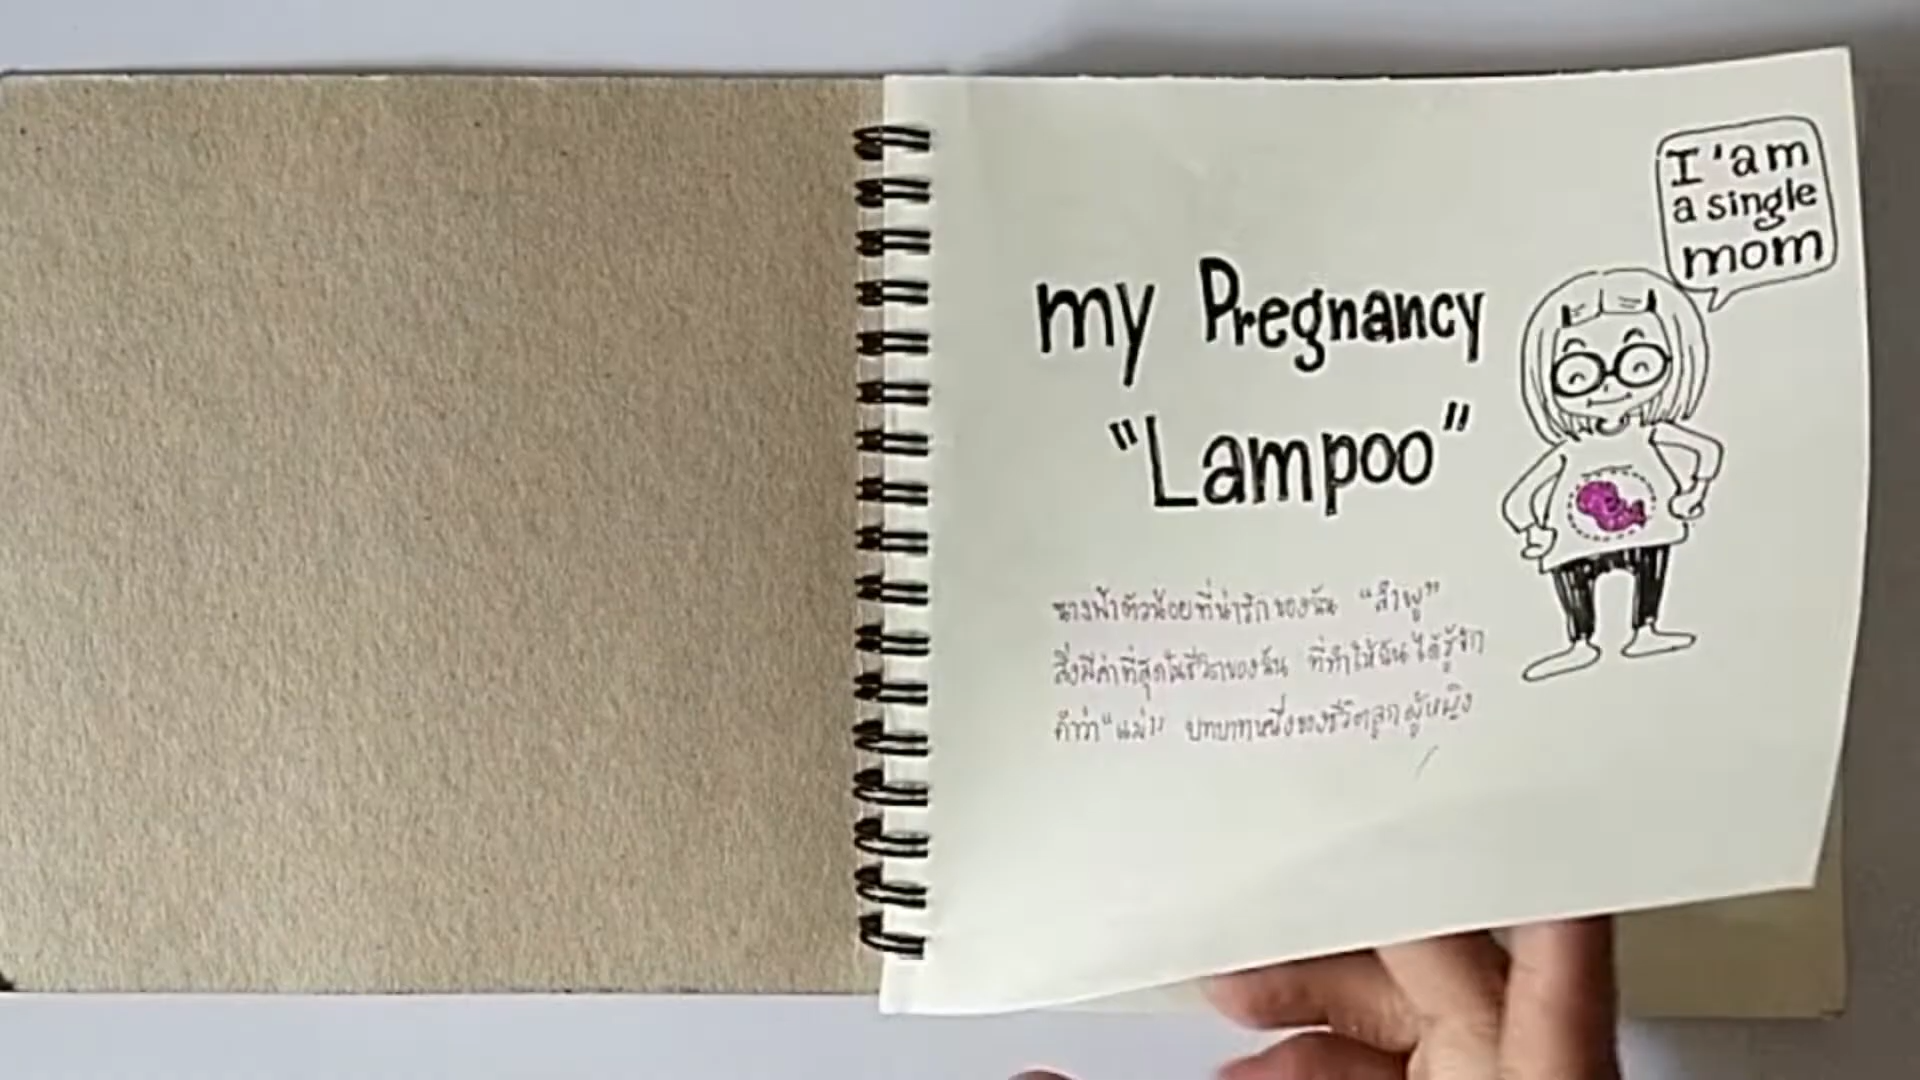 I'am
a single
mom
my Pregnancy
“Lampoo”
นางฟ้าตัวน้อยที่น่ารักของฉัน “ลำพู”
สิ่งมีค่าที่สุดในชีวิตของฉัน ที่ทำให้ฉันได้รู้จัก
คำว่า “แม่” บทบาทหนึ่งของชีวิตลูกผู้หญิง